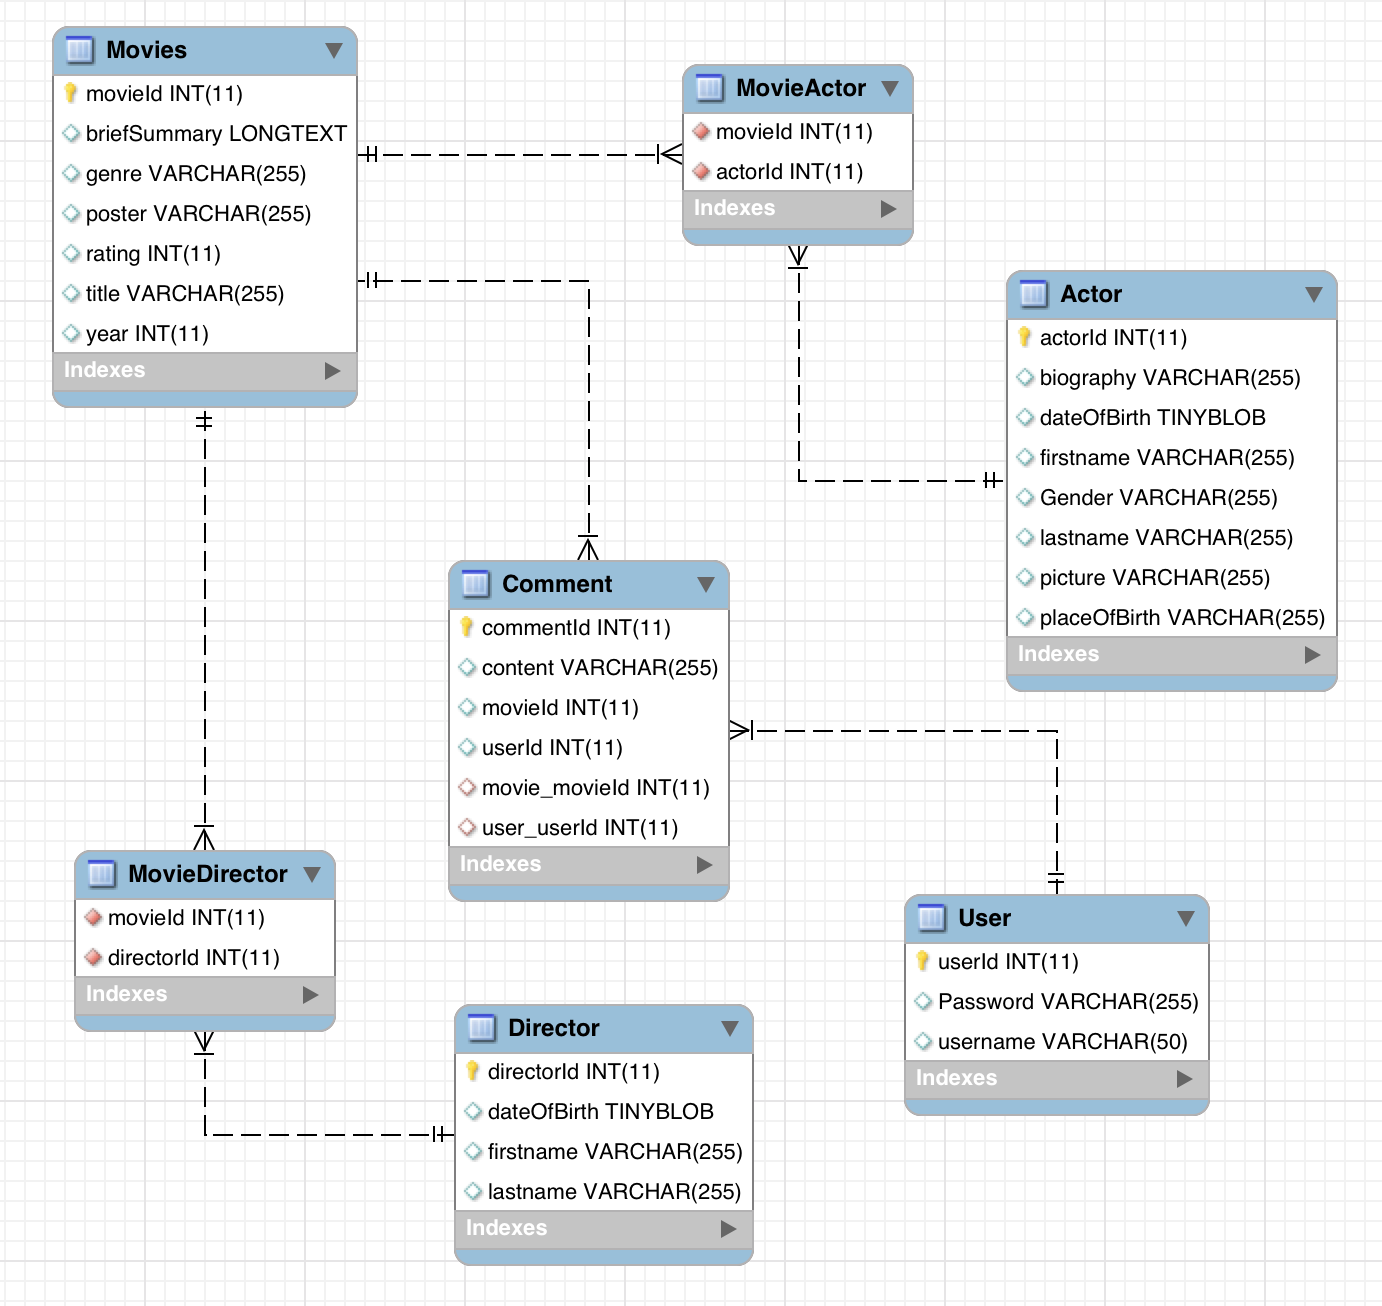 Movies
movieId INT(11)
briefSummary LONGTEXT
genre VARCHAR(255)
poster VARCHAR(255)
rating INT(11)
title VARCHAR(255)
year INT(11)
Indexes
MovieActor
movieId INT(11)
actorId INT(11)
Indexes
Actor
actorId INT(11)
biography VARCHAR(255)
dateOfBirth TINYBLOB
firstname VARCHAR(255)
Gender VARCHAR(255)
lastname VARCHAR(255)
picture VARCHAR(255)
placeOfBirth VARCHAR(255)
Indexes
Comment
commentId INT(11)
content VARCHAR(255)
movieId INT(11)
userId INT(11)
movie_movieId INT(11)
user_userId INT(11)
Indexes
MovieDirector
movieId INT(11)
directorId INT(11)
Indexes
User
userId INT(11)
Password VARCHAR(255)
username VARCHAR(50)
Indexes
Director
directorId INT(11)
dateOfBirth TINYBLOB
firstname VARCHAR(255)
lastname VARCHAR(255)
Indexes